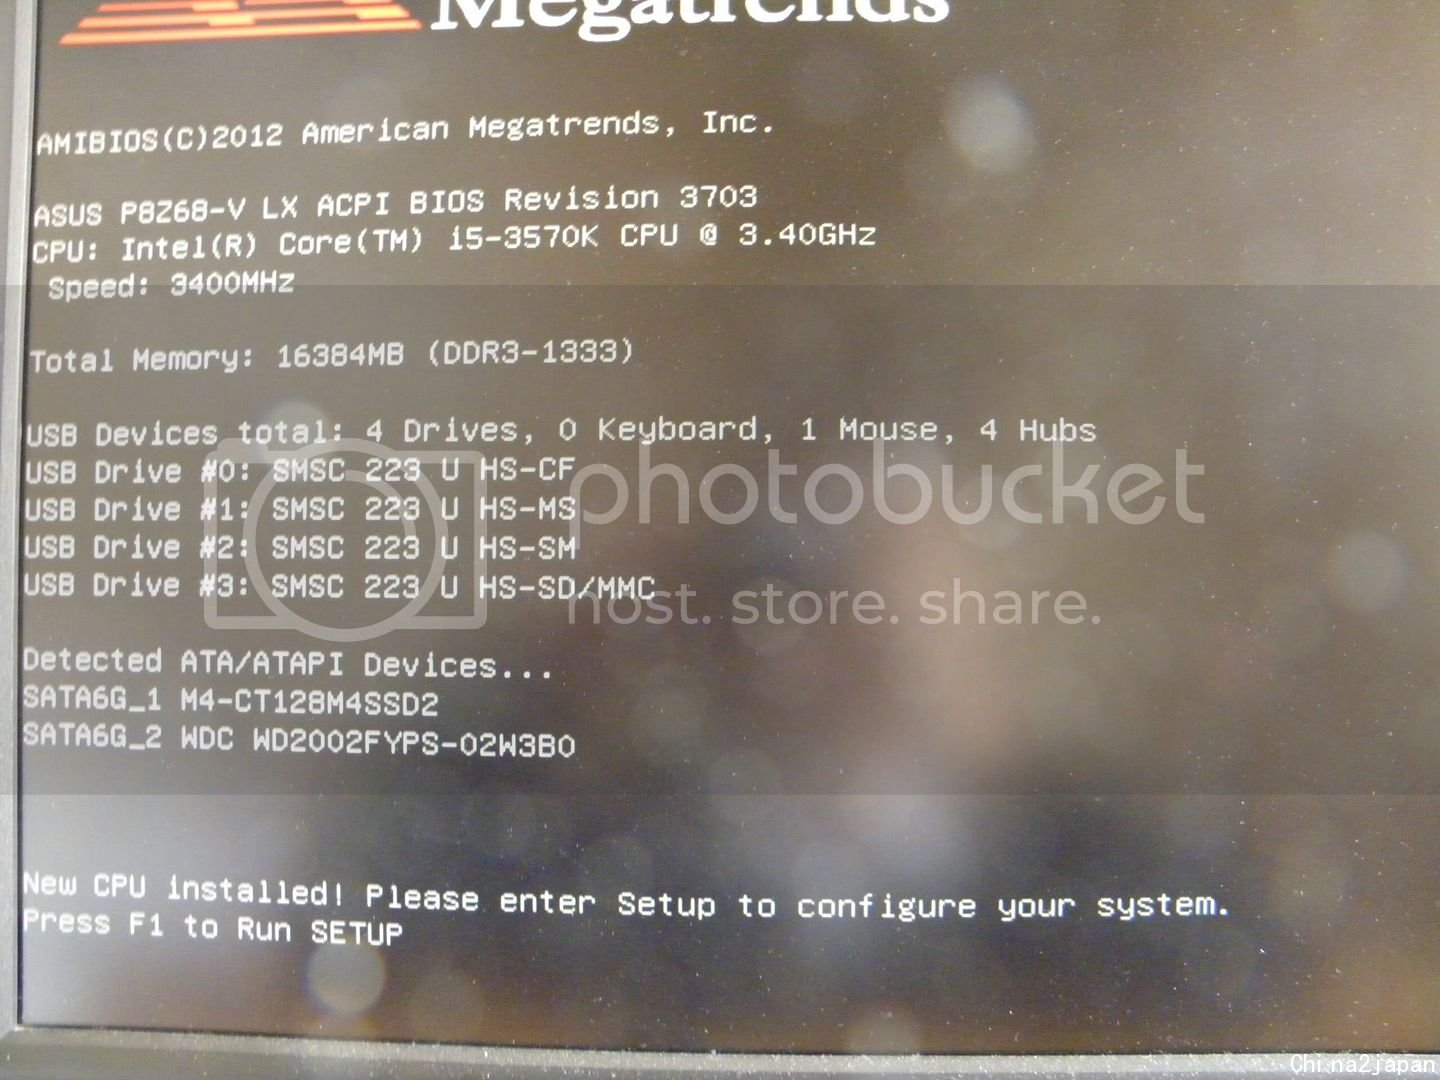 Megatrends
AMIBIOS(C)2012 American Megatrends, Inc.
ASUS P8Z68-V LX ACPI BIOS Revision 3703
CPU: Intel(R) Core(TM) i5-3570K CPU @ 3.40GHz
Speed: 3400MHz
Total Memory: 16384MB (DDR3-1333)
USB Devices total: 4 Drives, 0 Keyboard, 1 Mouse, 4 Hubs
USB Drive #0: SMSC 223 U HS-CF
USB Drive #1: SMSC 223 U HS-MS
USB Drive #2: SMSC 223 U HS-SM
USB Drive #3: SMSC 223 U HS-SD/MMC
photobucket
host. store. share.
Detected ATA/ATAPI Devices...
SATA6G_1 M4-CT128M4SSD2
SATA6G_2 WDC WD2002FYPS-02W3B0
New CPU installed! Please enter Setup to configure your system.
Press F1 to Run SETUP
China2japan